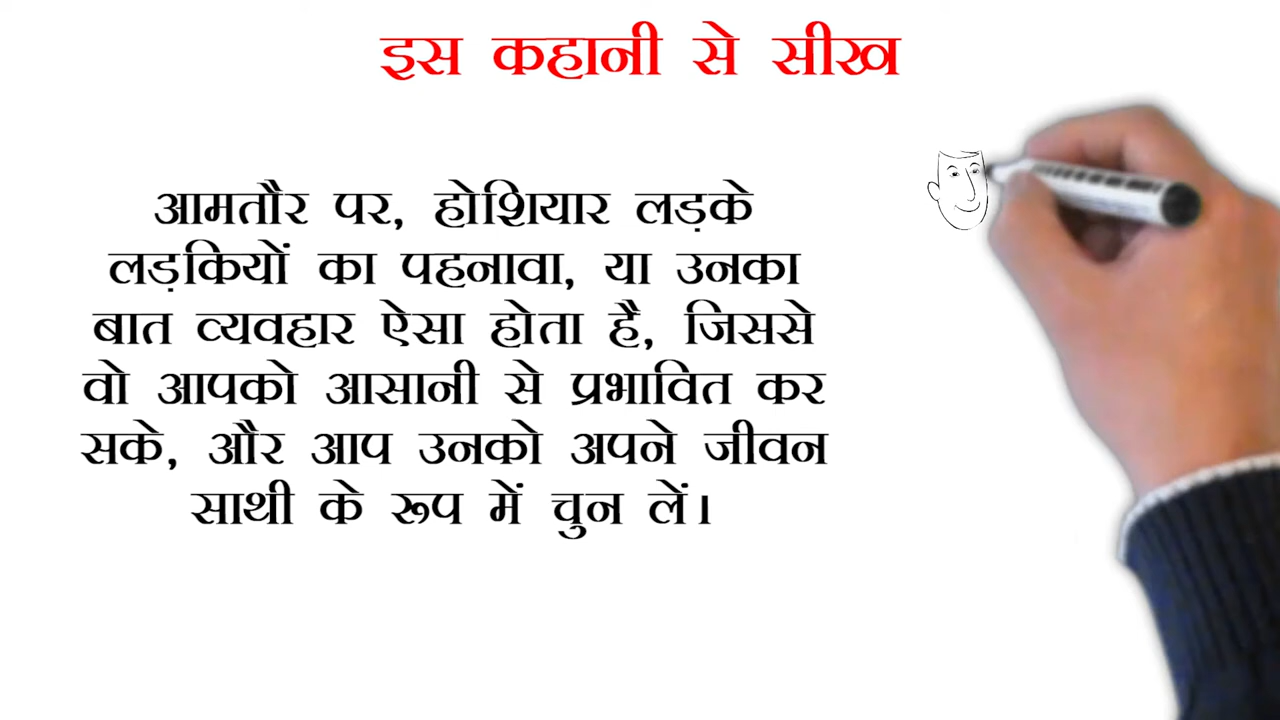 इस कहानी से सीख
आमतौर पर, होशियार लड़के
लड़कियों का पहनावा, या उनका
बात व्यवहार ऐसा होता है, जिससे
वो आपको आसानी से प्रभावित कर
सके, और आप उनको अपने जीवन
साथी के रूप में चुन लें।